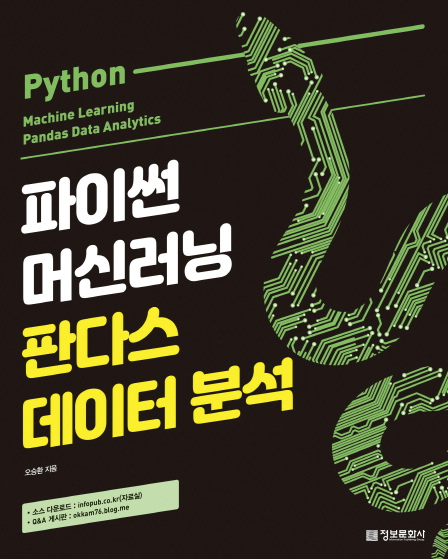 Python
Machine Learning
Pandas Data Analytics
파이썬
머신러닝
판다스
데이터 분석
오승환 지음
• 소스 다운로드 : infopub.co.kr(자료실)
• Q&A 게시판 : okkam76.blog.me
정보문화사